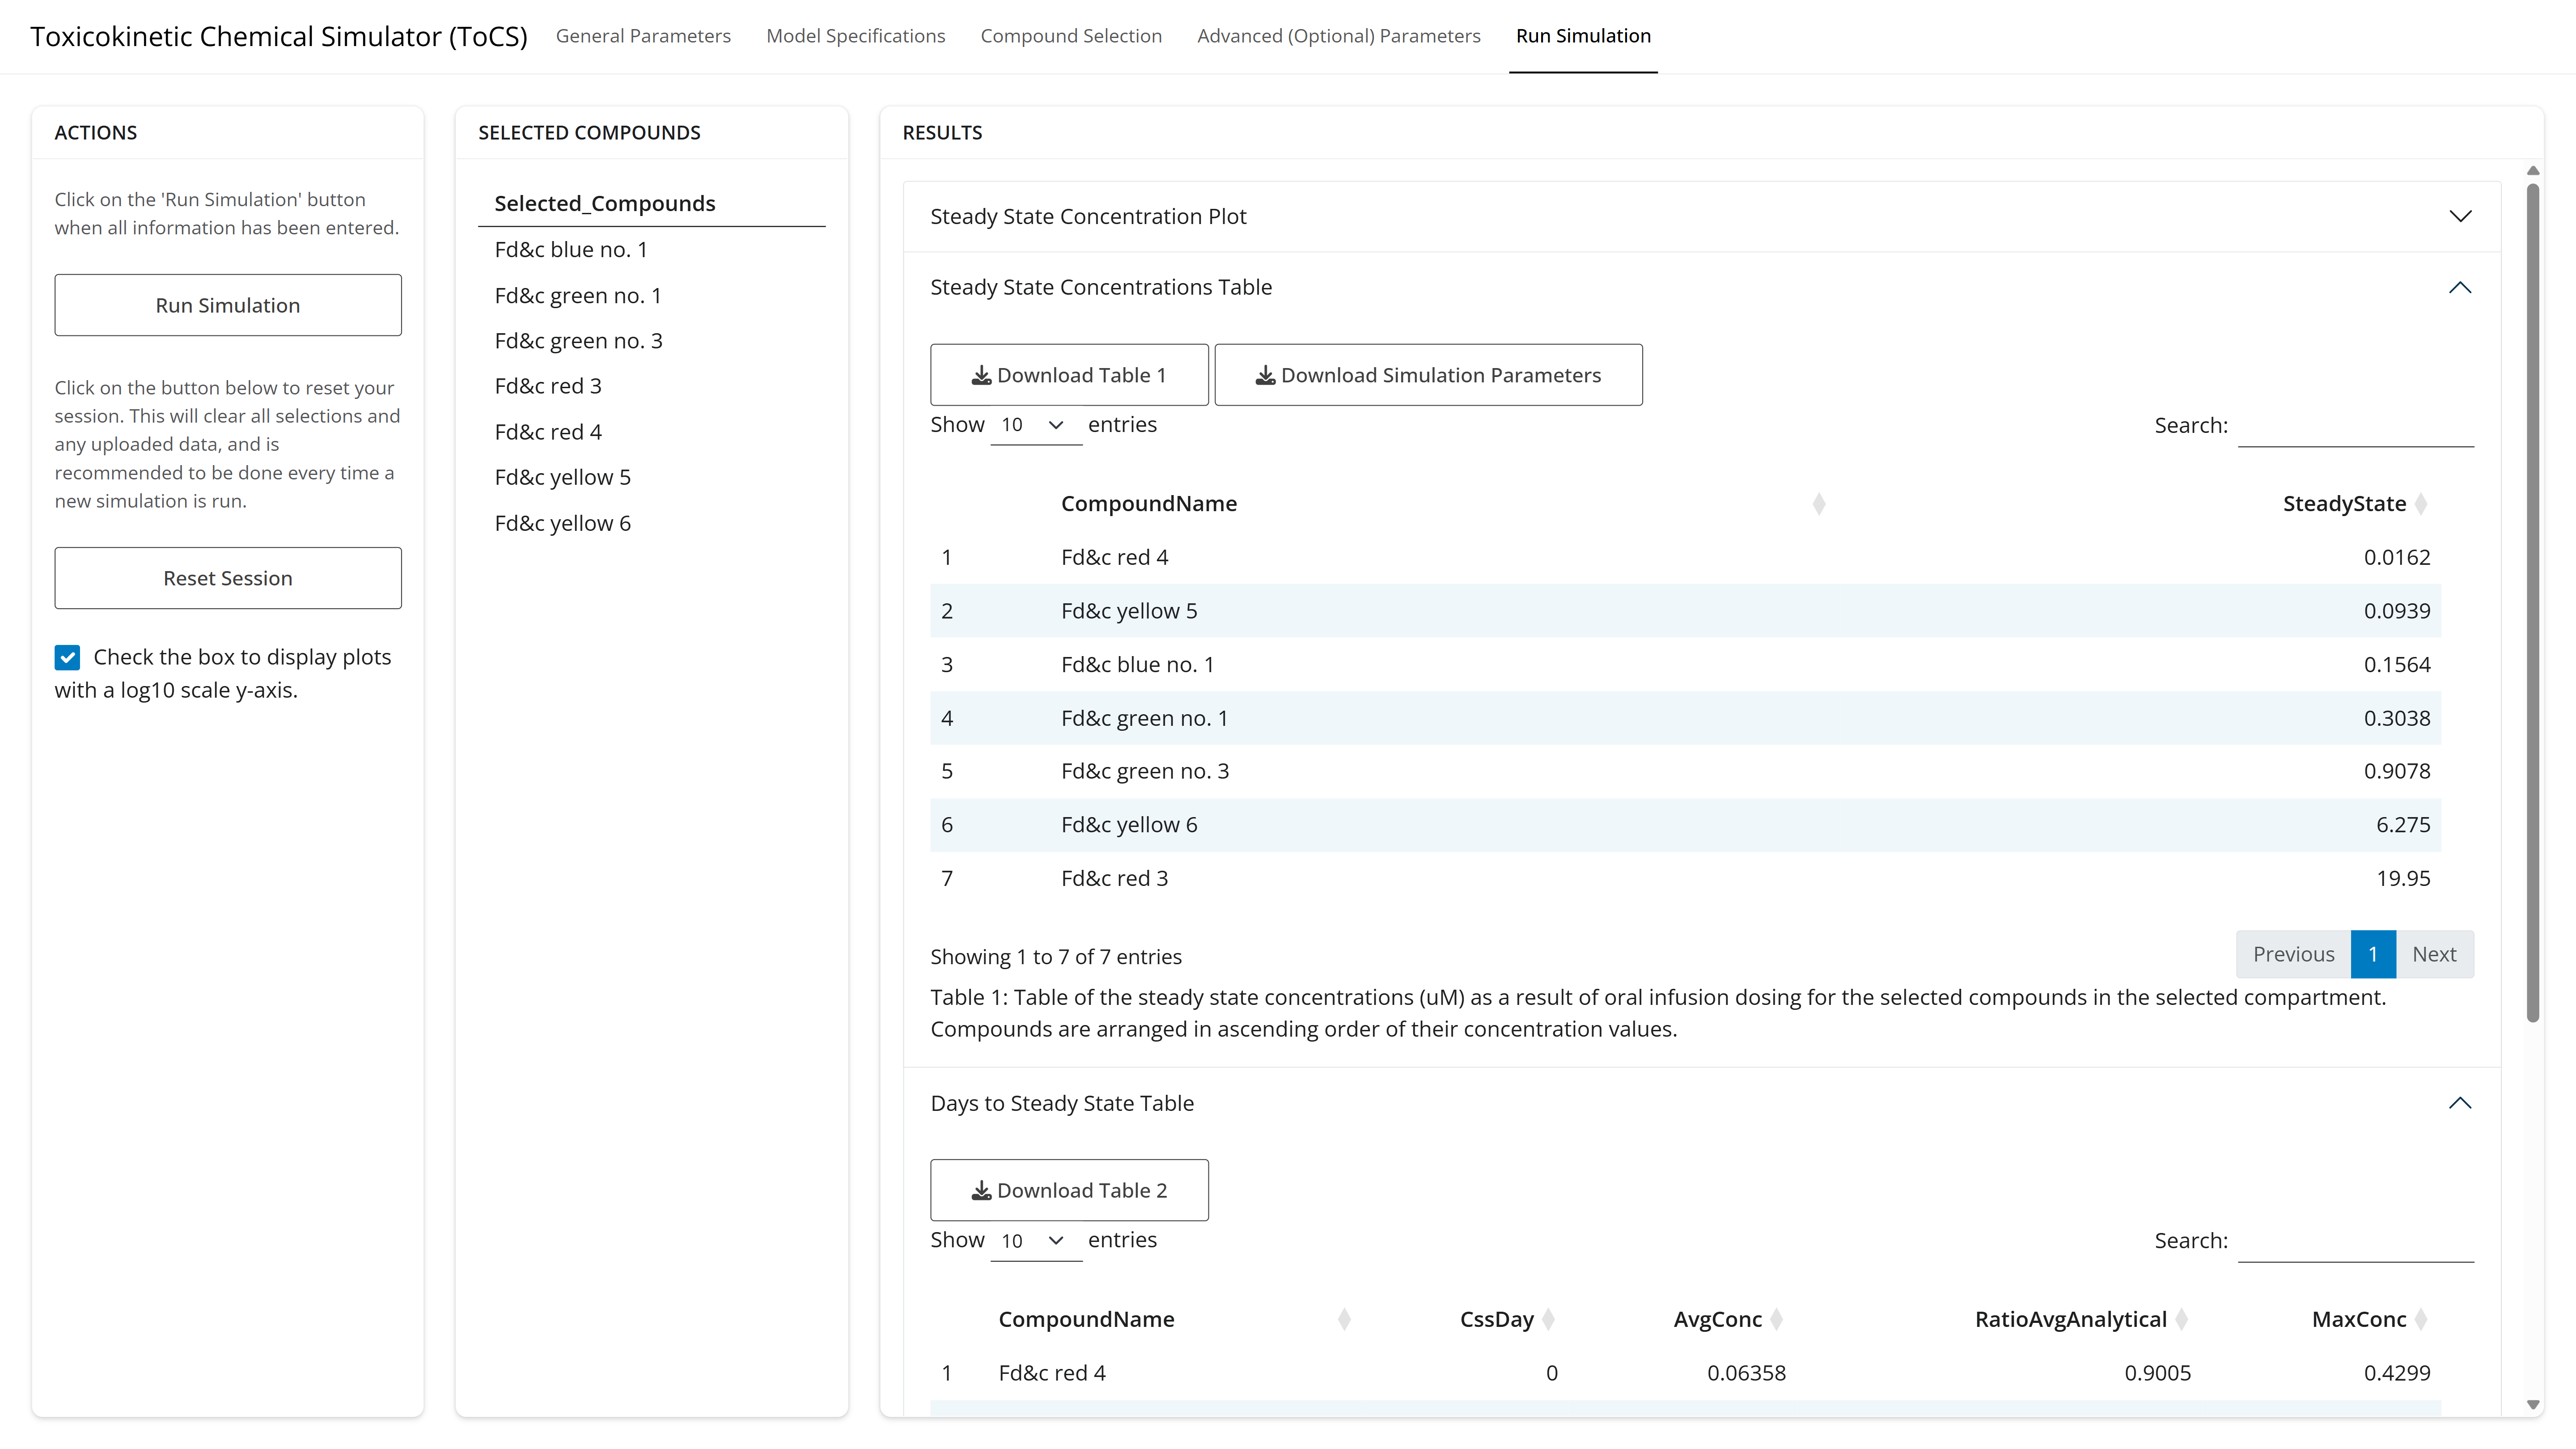 Toxicokinetic Chemical Simulator (ToCS) General Parameters Model Specifications Compound Selection Advanced (Optional) Parameters Run Simulation
ACTIONS
Click on the 'Run Simulation' button
when all information has been entered.
Run Simulation
Click on the button below to reset your
session. This will clear all selections and
any uploaded data, and is
recommended to be done every time a
new simulation is run.
Reset Session
Check the box to display plots
with a log10 scale y-axis.
SELECTED COMPOUNDS
Selected_Compounds
Fd&c blue no. 1
Fd&c green no. 1
Fd&c green no. 3
Fd&c red 3
Fd&c red 4
Fd&c yellow 5
Fd&c yellow 6
RESULTS
Steady State Concentration Plot
Steady State Concentrations Table
Download Table 1 Download Simulation Parameters
Show 10 entries Search:
CompoundName SteadyState
1 Fd&c red 4 0.0162
2 Fd&c yellow 5 0.0939
3 Fd&c blue no. 1 0.1564
4 Fd&c green no. 1 0.3038
5 Fd&c green no. 3 0.9078
6 Fd&c yellow 6 6.275
7 Fd&c red 3 19.95
Showing 1 to 7 of 7 entries Previous 1 Next
Table 1: Table of the steady state concentrations (uM) as a result of oral infusion dosing for the selected compounds in the selected compartment.
Compounds are arranged in ascending order of their concentration values.
Days to Steady State Table
Download Table 2
Show 10 entries Search:
CompoundName CssDay AvgConc RatioAvgAnalytical MaxConc
1 Fd&c red 4 0 0.06358 0.9005 0.4299